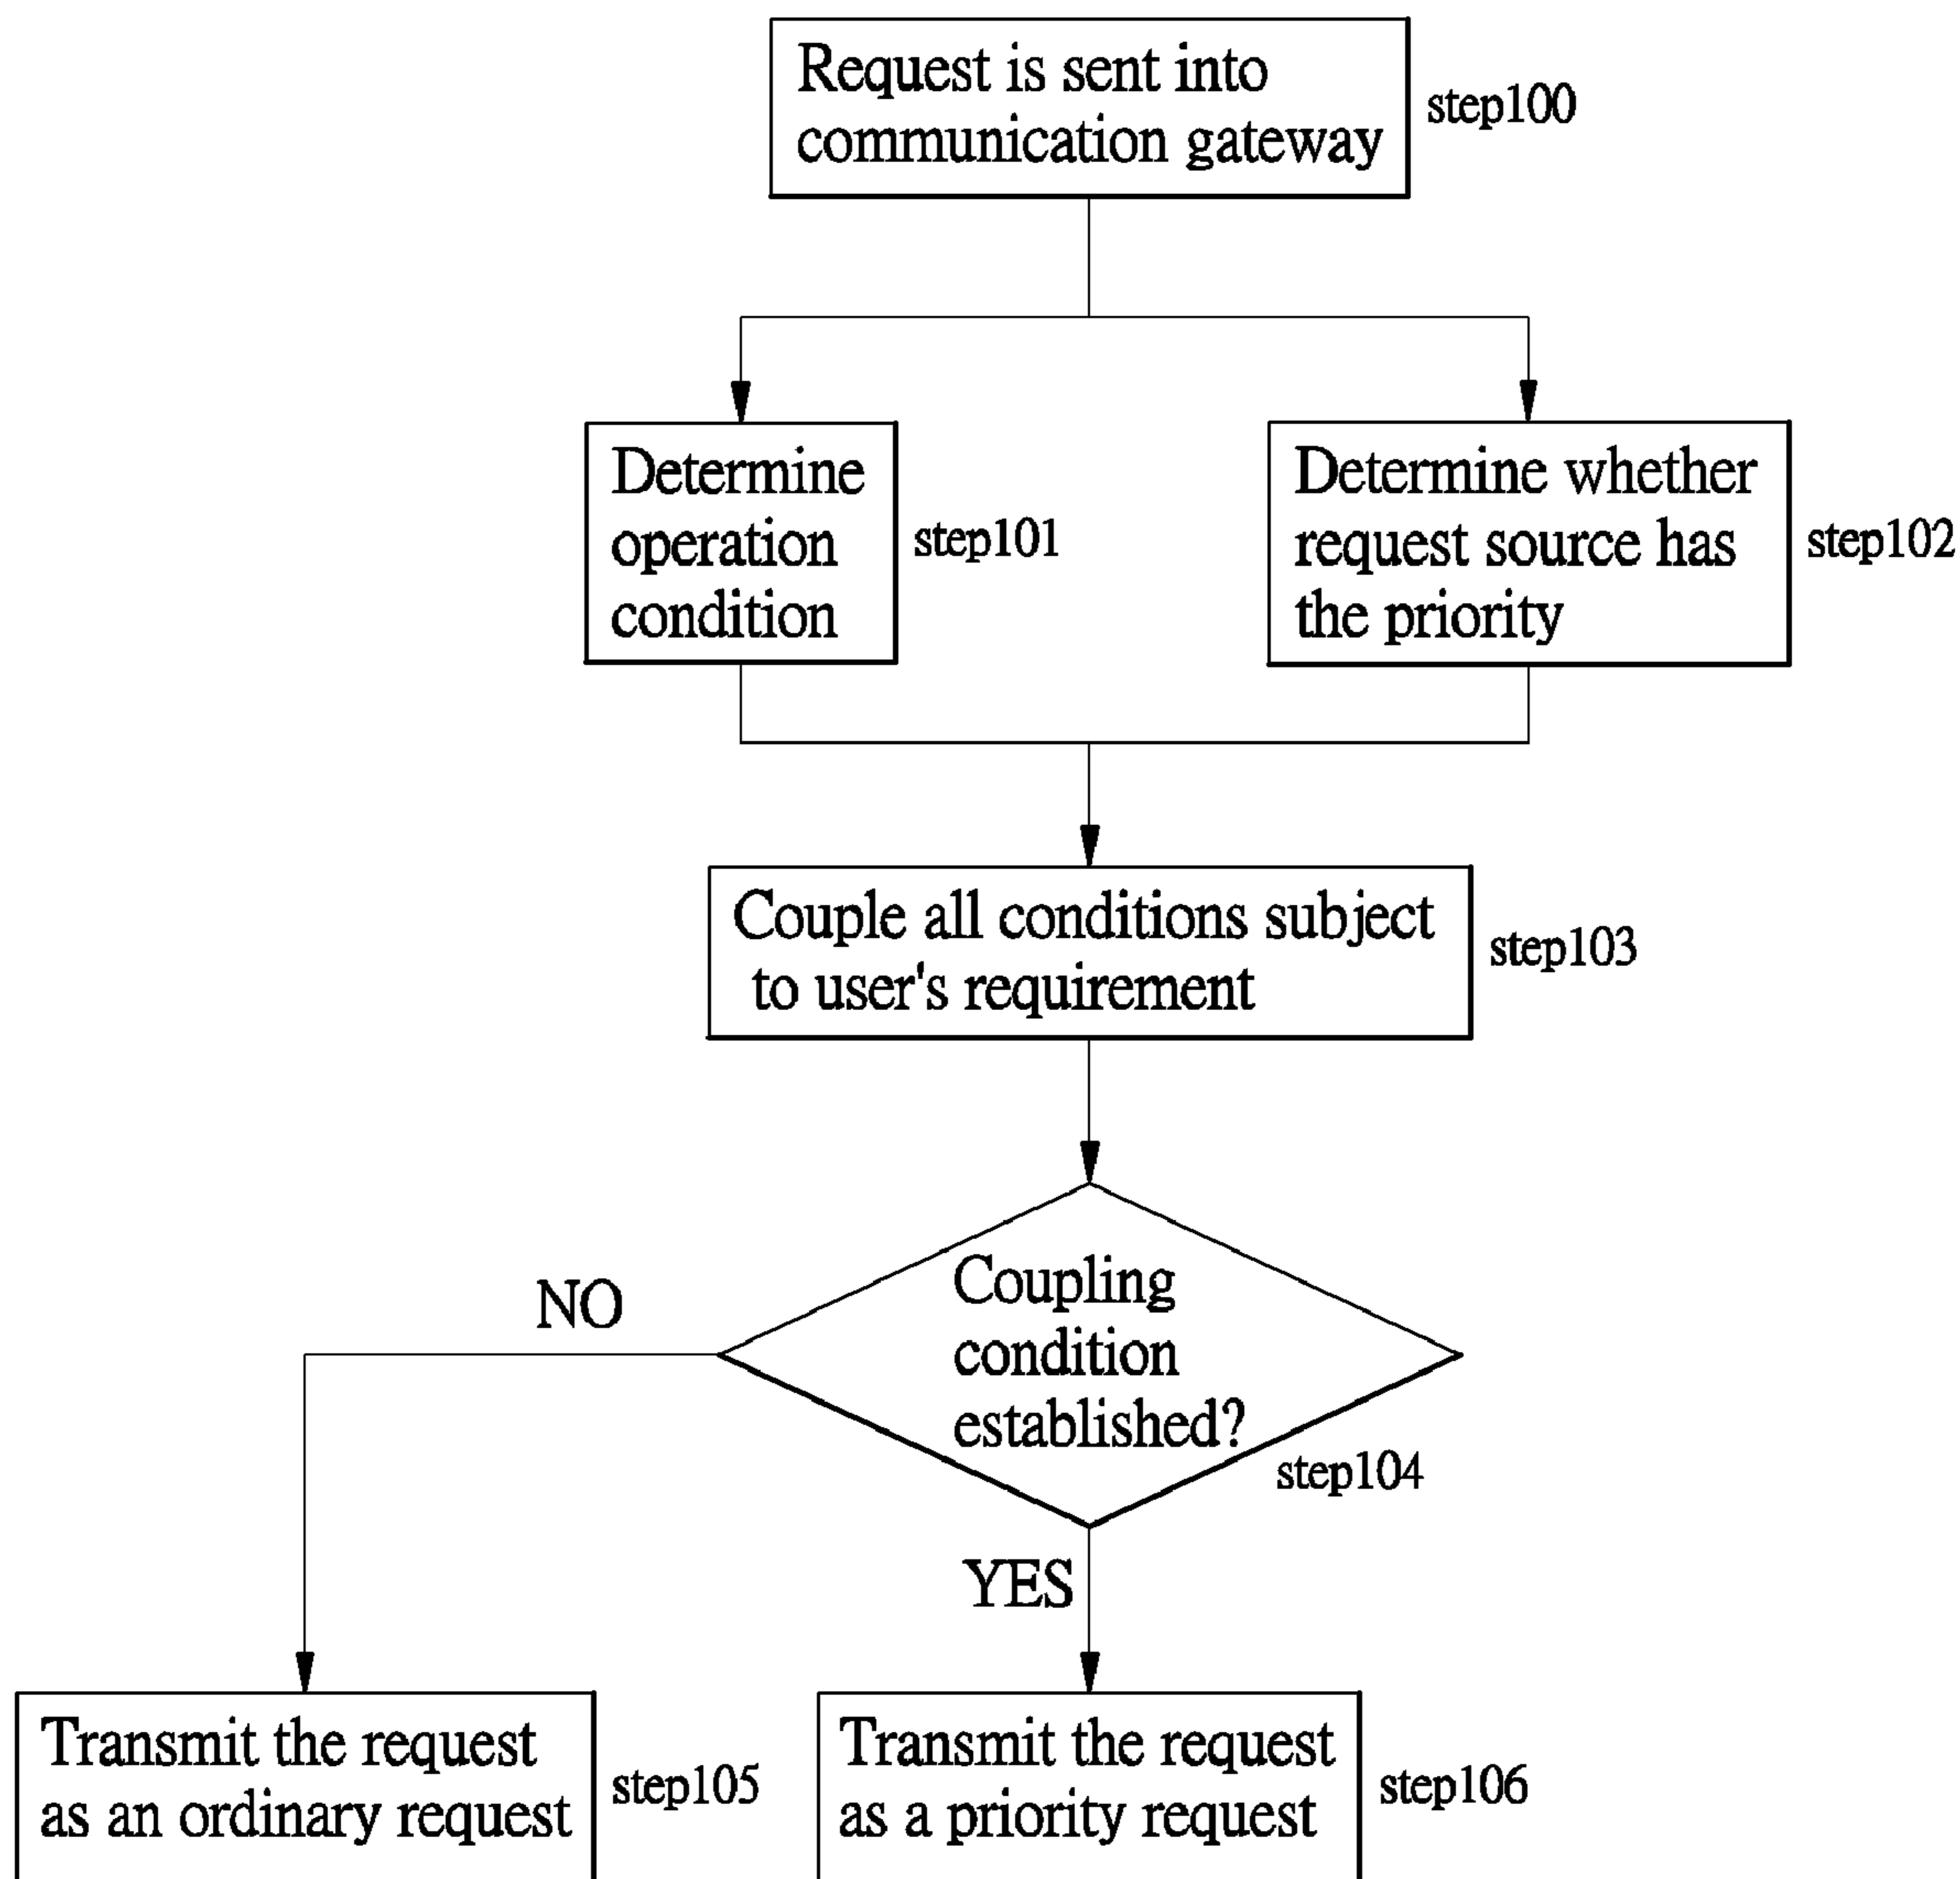 Request is sent into
communication gateway
step100
Determine
operation
condition
step101
Determine whether
request source has
the priority
step102
Couple all conditions subject
to user's requirement
step103
Coupling
condition
established?
step104
NO
YES
Transmit the request
as an ordinary request
step105
Transmit the request
as a priority request
step106